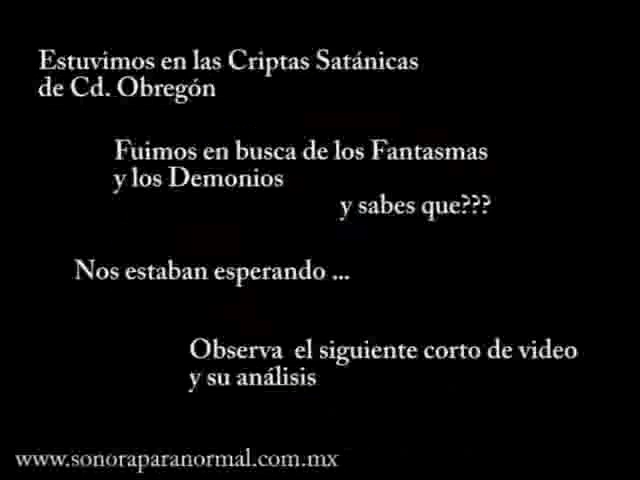 Estuvimos en las Criptas Satánicas
de Cd. Obregón
Fuimos en busca de los Fantasmas
y los Demonios
y sabes que???
Nos estaban esperando ...
Observa el siguiente corto de video
y su análisis
www.sonoraparanormal.com.mx